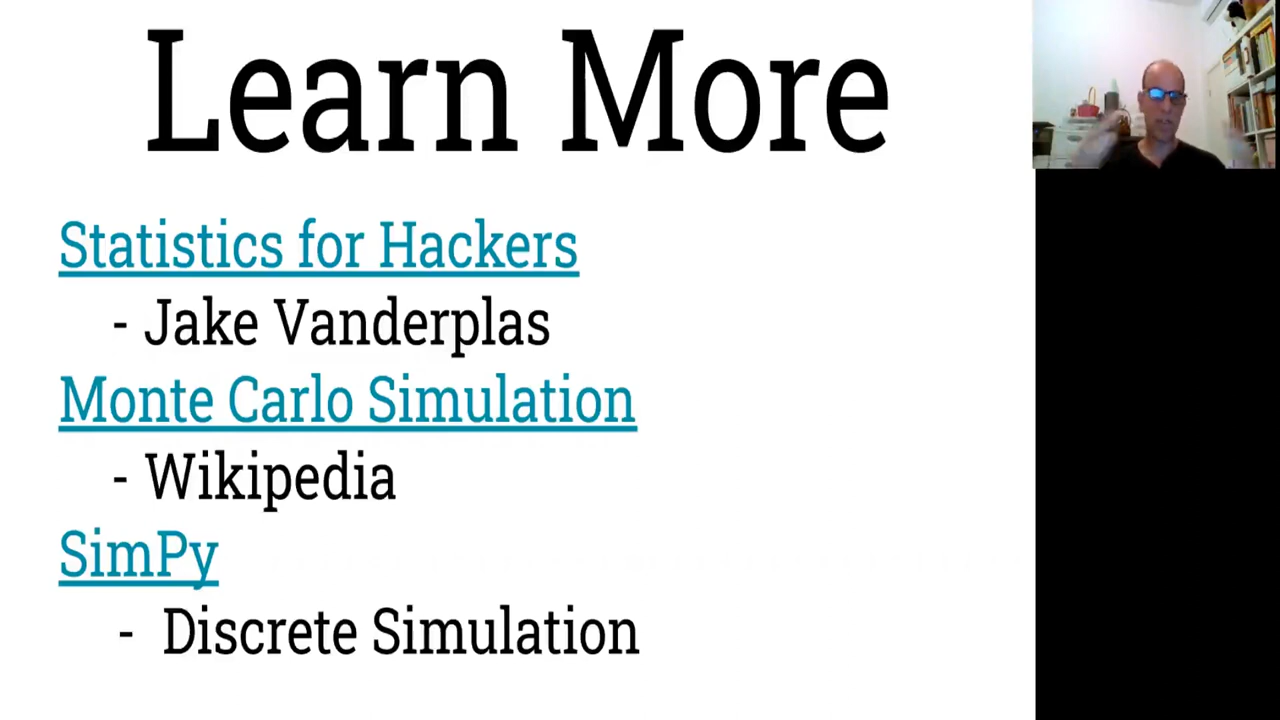 Learn More
Statistics for Hackers
- Jake Vanderplas
Monte Carlo Simulation
- Wikipedia
SimPy
- Discrete Simulation